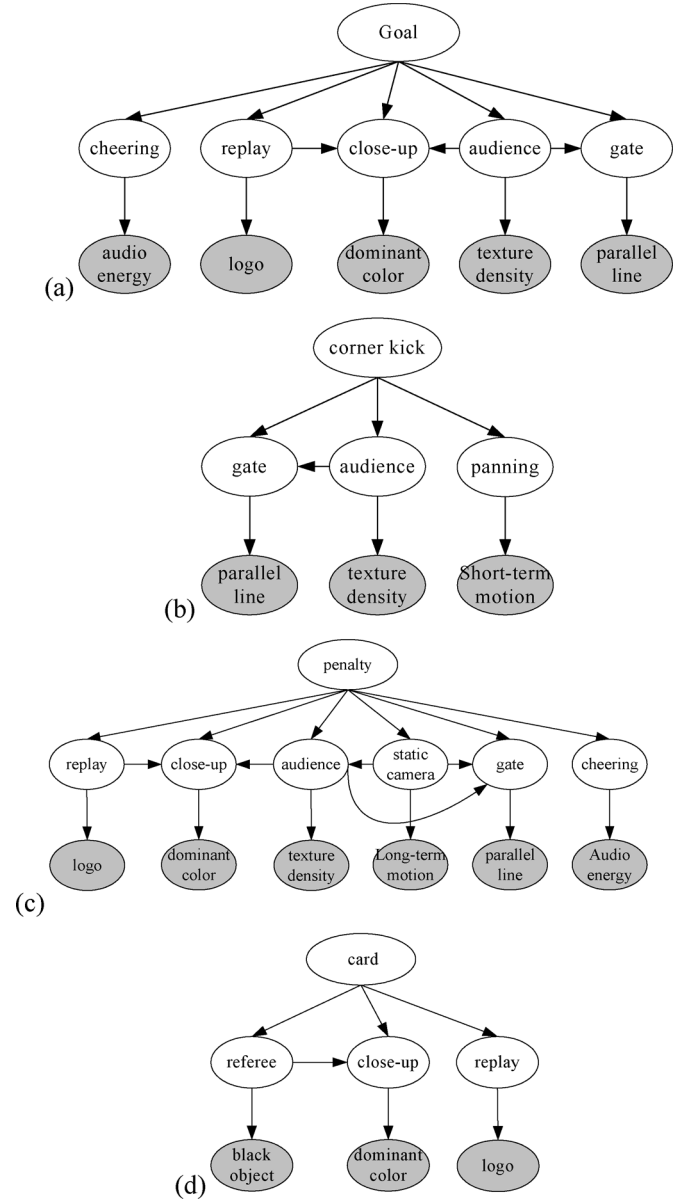 Goal
cheering
replay
close-up
audience
gate
audio
energy
logo
dominant
color
texture
density
parallel
line
(a)
corner kick
gate
audience
panning
parallel
line
texture
density
Short-term
motion
(b)
penalty
replay
close-up
audience
static
camera
gate
cheering
logo
dominant
color
texture
density
Long-term
motion
parallel
line
Audio
energy
(c)
card
referee
close-up
replay
black
object
dominant
color
logo
(d)